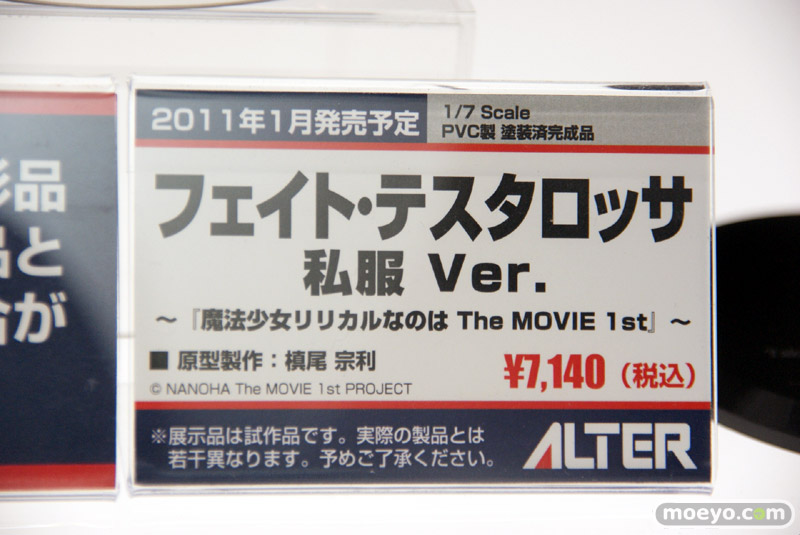 2011年1月発売予定
1/7 Scale
PVC製 塗装済完成品
フェイト・テスタロッサ
私服 Ver.
～『魔法少女リリカルなのは The MOVIE 1st』～
■ 原型製作：槙尾 宗利
¥7,140（税込）
© NANOHA The MOVIE 1st PROJECT
※展示品は試作品です。実際の製品とは
若干異なります。予めご了承ください。
ALTER
品
品と
合が
moeyo.com